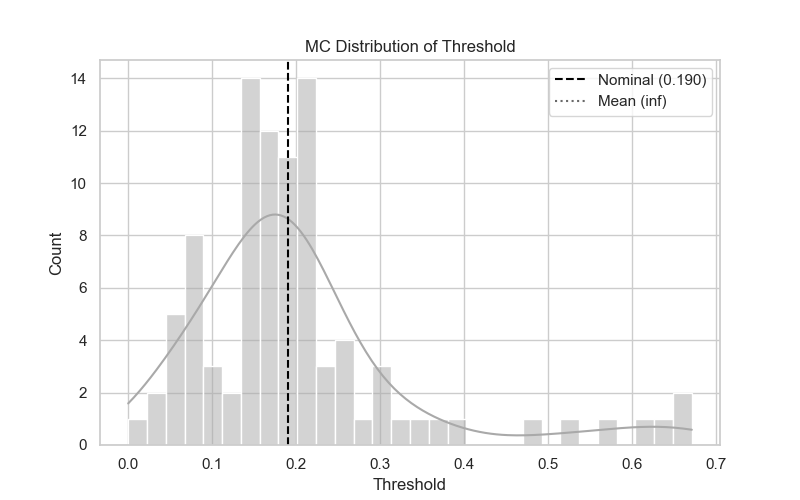 MC Distribution of Threshold
Nominal (0.190)
Mean (inf)
Count
14
12
10
8
6
4
2
0
0.0 0.1 0.2 0.3 0.4 0.5 0.6 0.7
Threshold